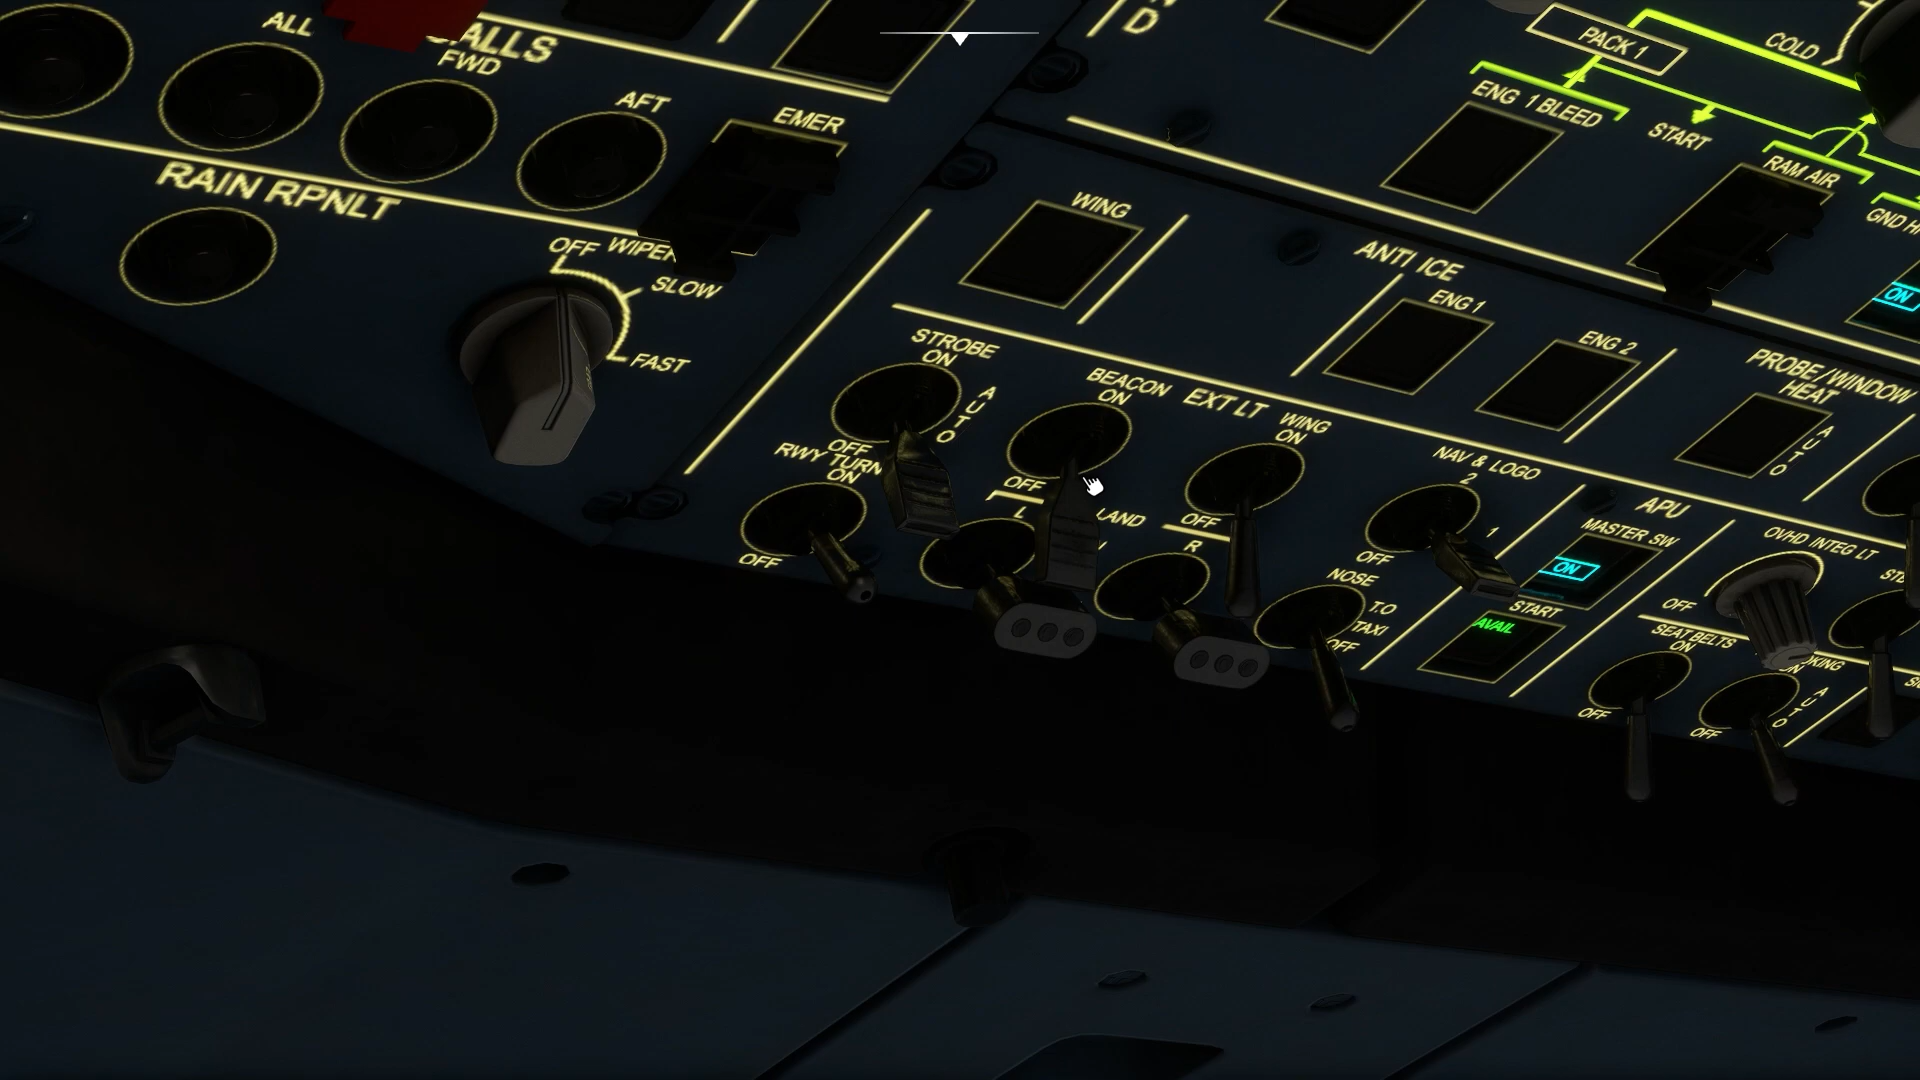 ALL
CALLS
FWD
AFT
EMER
RAIN RPNLT
OFF WIPER
SLOW
FAST
D
PACK 1
COLD
ENG 1 BLEED
START
RAM AIR
ON
WING
ANTI ICE
ENG 1
ENG 2
PROBE/WINDOW
HEAT
AUTO
STROBE
ON
AUTO
OFF
BEACON
ON
EXT LT
OFF
WING
ON
OFF
NAV & LOGO
2
1
OFF
RWY TURN
ON
OFF
L
LAND
R
NOSE
T.O
TAXI
OFF
APU
MASTER SW
ON
START
AVAIL
OVHD INTEG LT
OFF
SEAT BELTS
ON
OFF
ON
AUTO
OFF